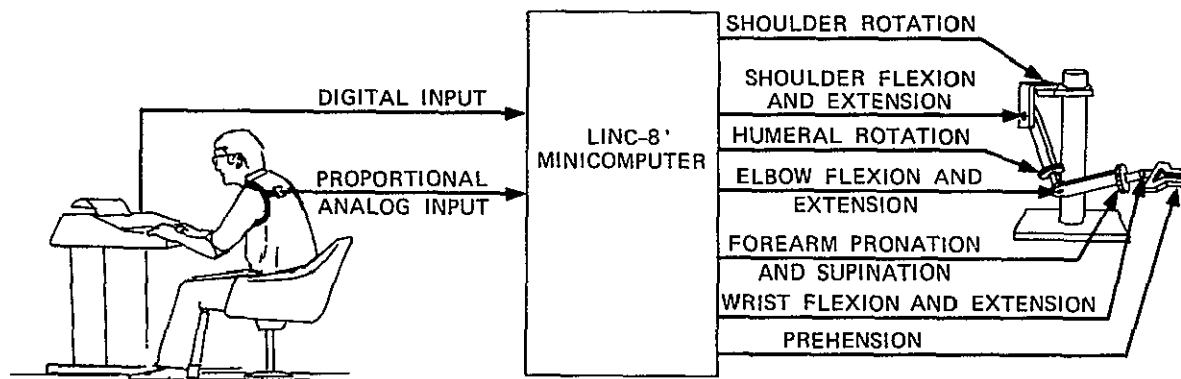 DIGITAL INPUT
PROPORTIONAL
ANALOG INPUT
LINC-8'
MINICOMPUTER
SHOULDER ROTATION
SHOULDER FLEXION
AND EXTENSION
HUMERAL ROTATION
ELBOW FLEXION AND
EXTENSION
FOREARM PRONATION
AND SUPINATION
WRIST FLEXION AND EXTENSION
PREHENSION